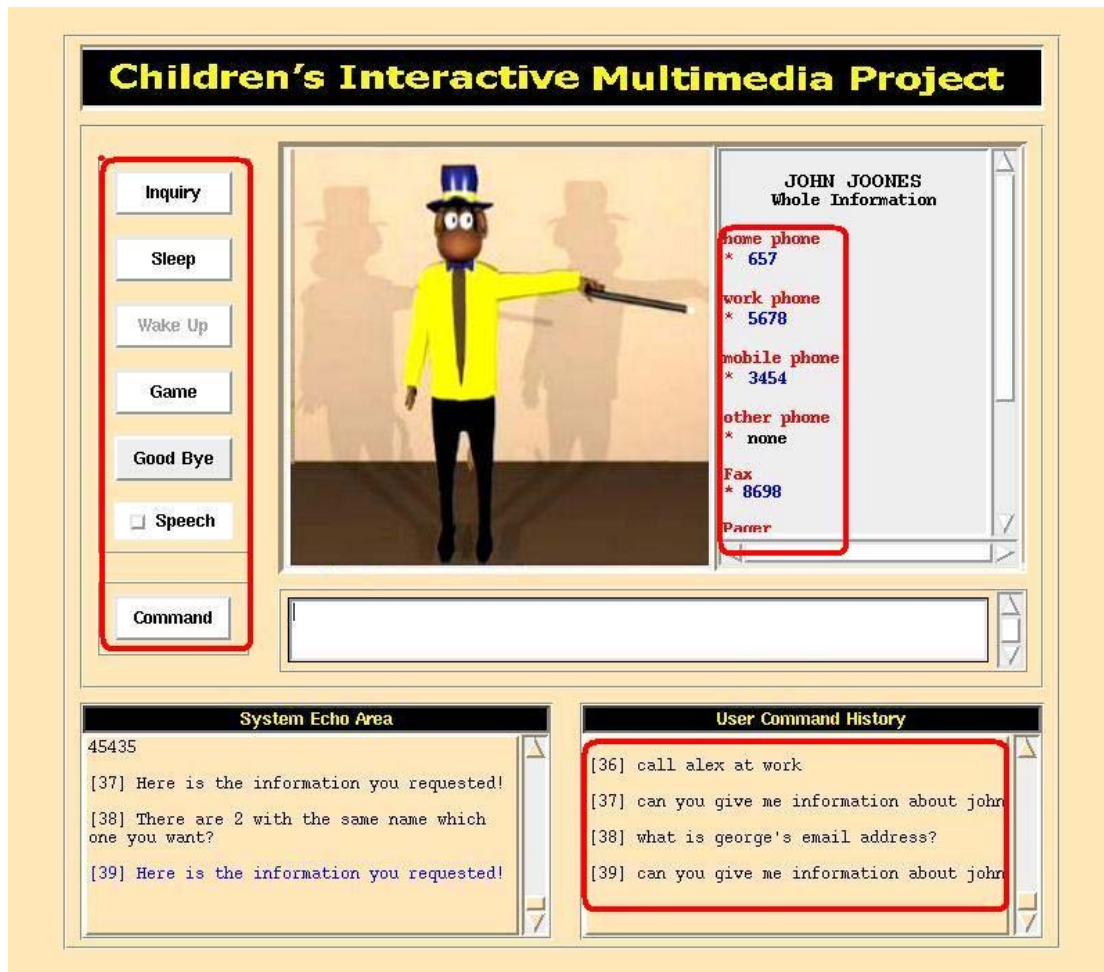 Children's Interactive Multimedia Project
Inquiry
Sleep
Wake Up
Game
Good Bye
Speech
Command
JOHN JOONES
Whole Information
home phone
* 657
work phone
* 5678
mobile phone
* 3454
other phone
* none
Fax
* 8698
Pager
System Echo Area
45435
[37] Here is the information you requested!
[38] There are 2 with the same name which
one you want?
[39] Here is the information you requested!
User Command History
[36] call alex at work
[37] can you give me information about john
[38] what is george's email address?
[39] can you give me information about john